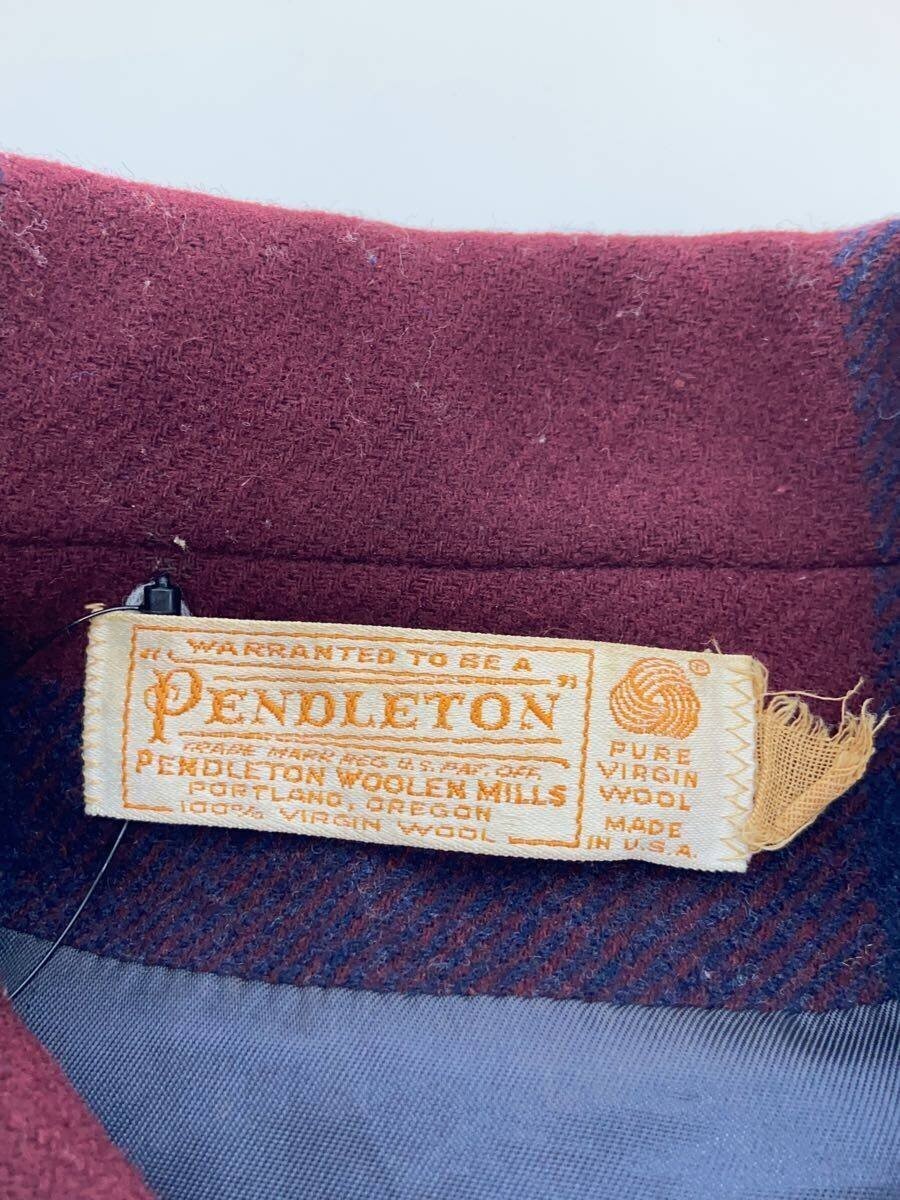 "WARRANTED TO BE A
PENDLETON"
TRADE MARK REG. U.S. PAT. OFF.
PENDLETON WOOLEN MILLS
PORTLAND, OREGON
100% VIRGIN WOOL
®
PURE
VIRGIN
WOOL
MADE
IN U.S.A.